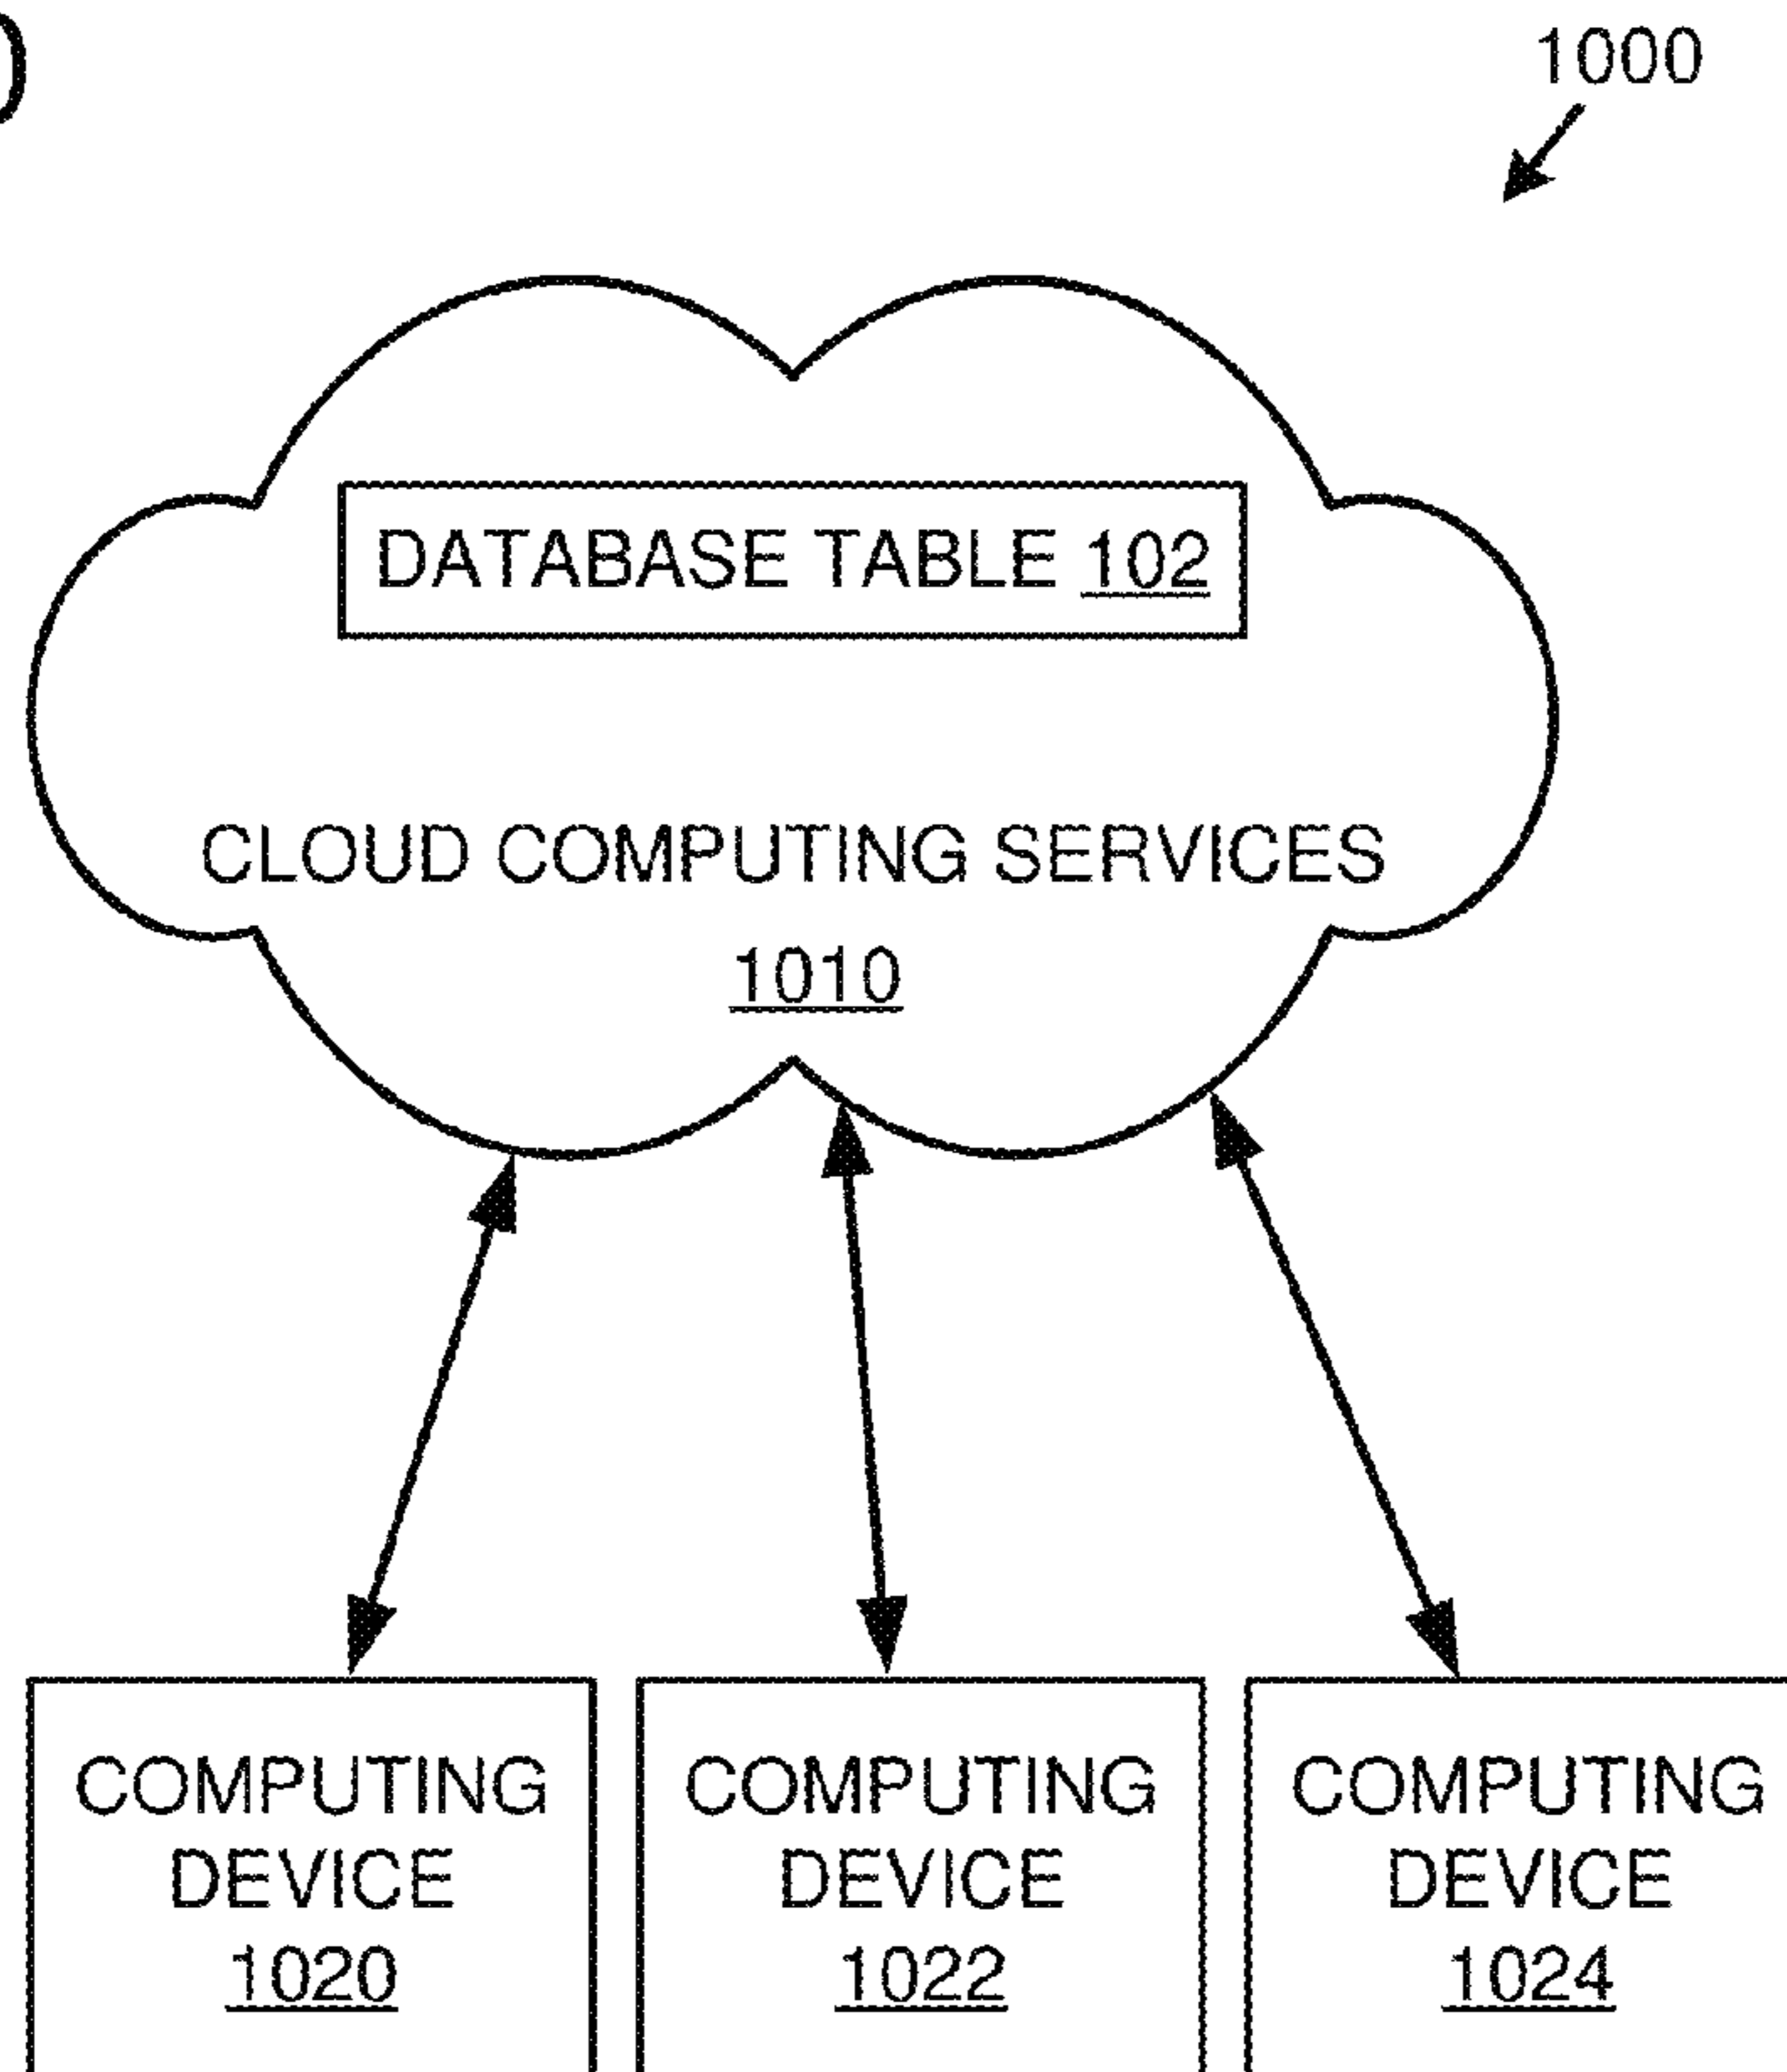 1000
DATABASE TABLE 102
CLOUD COMPUTING SERVICES
1010
COMPUTING
DEVICE
1020
COMPUTING
DEVICE
1022
COMPUTING
DEVICE
1024